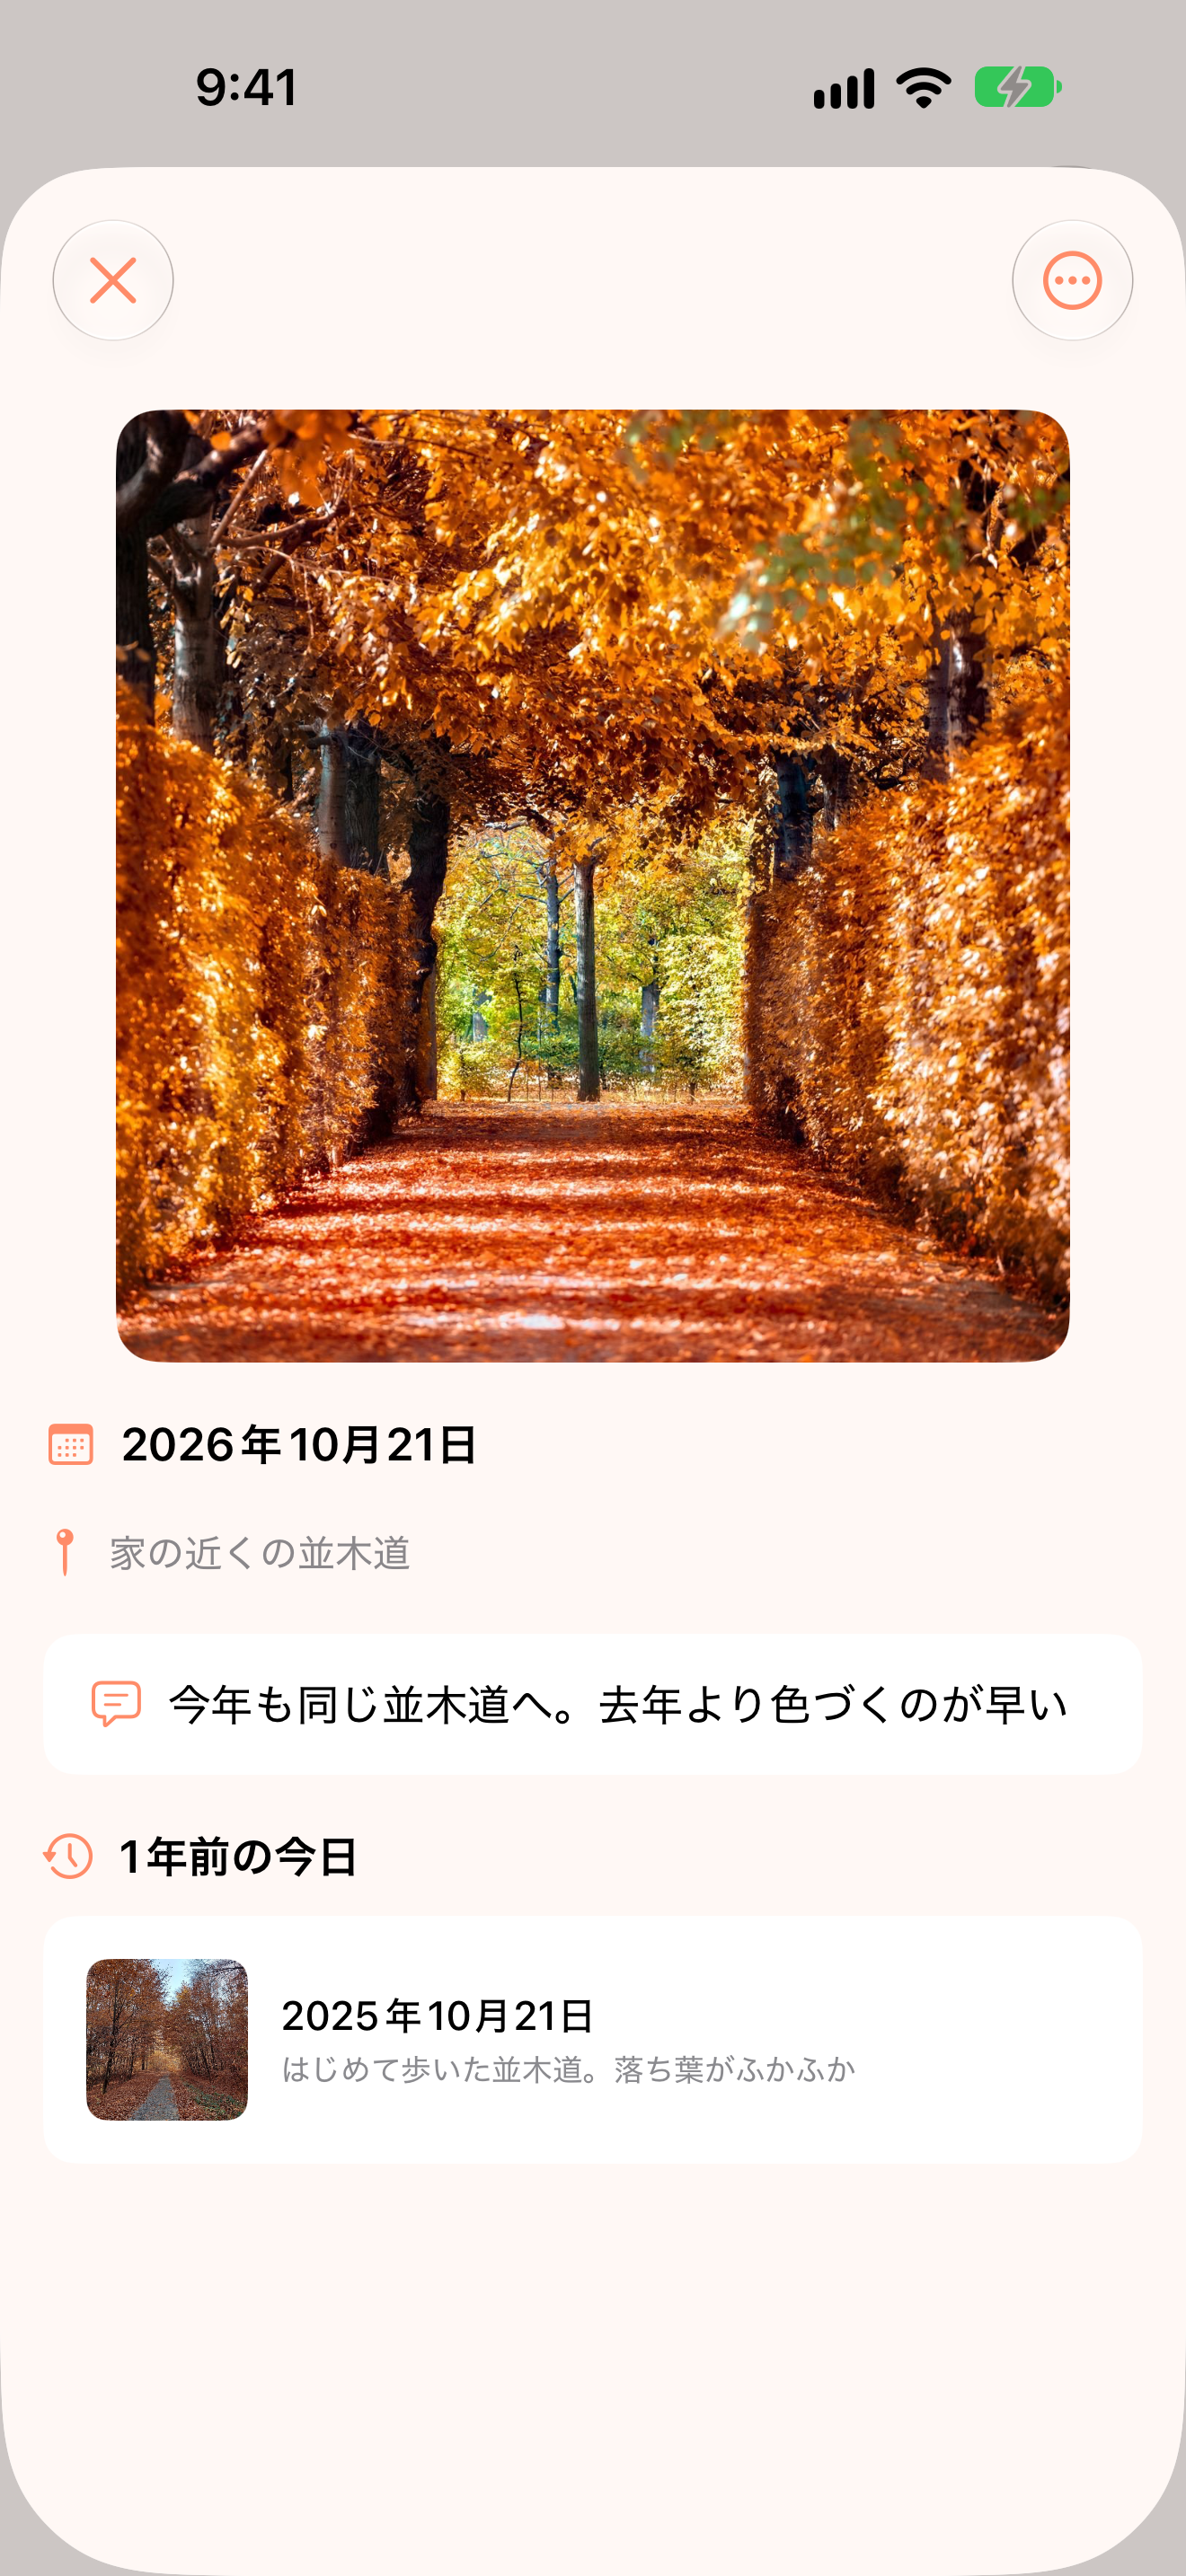 9:41
2026年10月21日
家の近くの並木道
今年も同じ並木道へ。去年より色づくのが早い
1年前の今日
2025年10月21日
はじめて歩いた並木道。落ち葉がふかふか